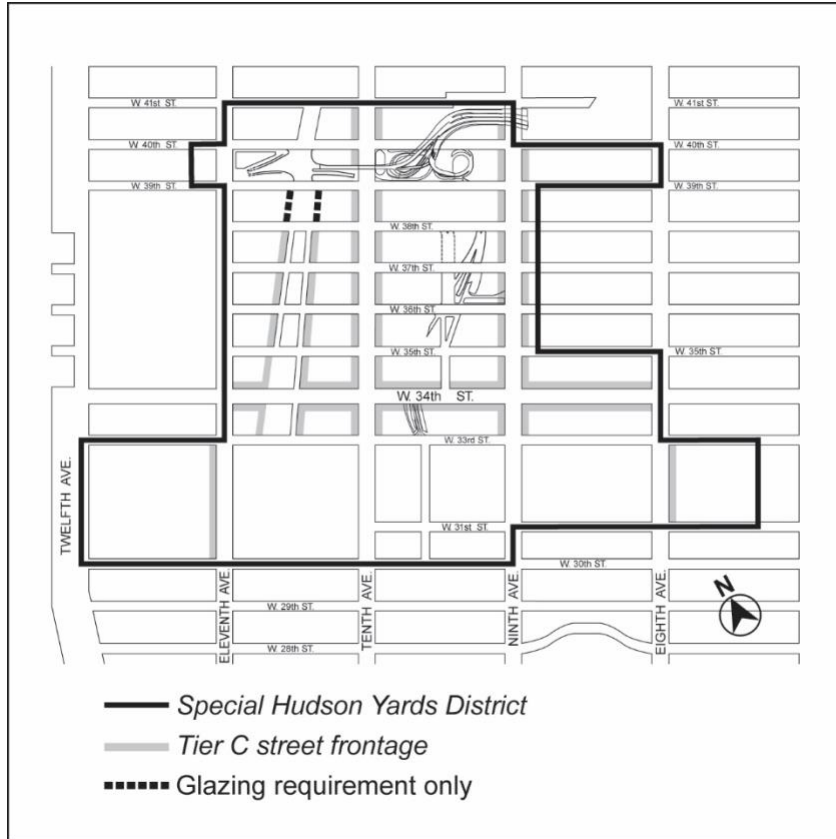 W. 41st ST.
W. 41st ST.
W. 40th ST.
W. 40th ST.
W. 39th ST.
W. 39th ST.
W. 38th ST.
W. 37th ST.
W. 36th ST.
W. 35th ST.
W. 35th ST.
W. 34th ST.
W. 33rd ST.
TWELFTH AVE.
W. 31st ST.
W. 30th ST.
ELEVENTH AVE.
TENTH AVE.
NINTH AVE.
EIGHTH AVE.
N
W. 29th ST.
W. 28th ST.
Special Hudson Yards District
Tier C street frontage
Glazing requirement only